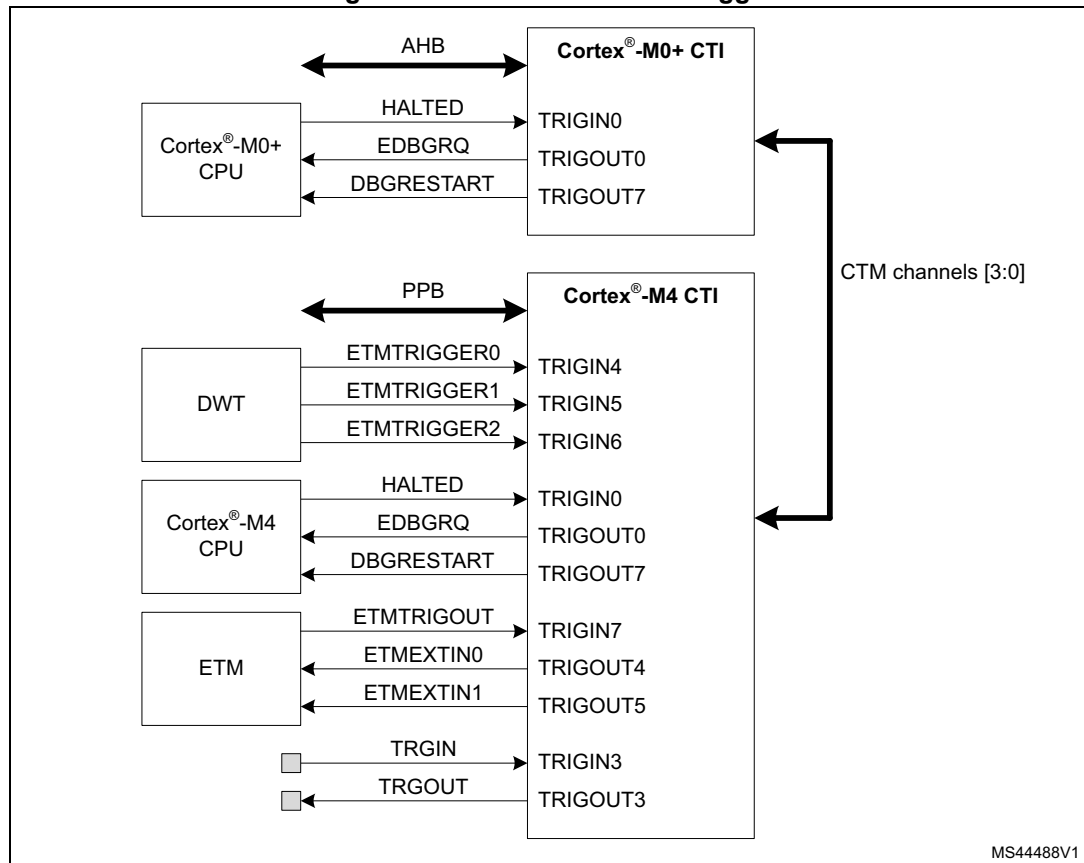 AHB
Cortex®-M0+ CTI
HALTED
TRIGIN0
Cortex®-M0+
CPU
EDBGRQ
TRIGOUT0
DBGRESTART
TRIGOUT7
CTM channels [3:0]
PPB
Cortex®-M4 CTI
ETMTRIGGER0
TRIGIN4
DWT
ETMTRIGGER1
TRIGIN5
ETMTRIGGER2
TRIGIN6
HALTED
TRIGIN0
Cortex®-M4
CPU
EDBGRQ
TRIGOUT0
DBGRESTART
TRIGOUT7
ETMTRIGOUT
TRIGIN7
ETM
ETMEXTIN0
TRIGOUT4
ETMEXTIN1
TRIGOUT5
TRGIN
TRIGIN3
TRGOUT
TRIGOUT3
MS44488V1